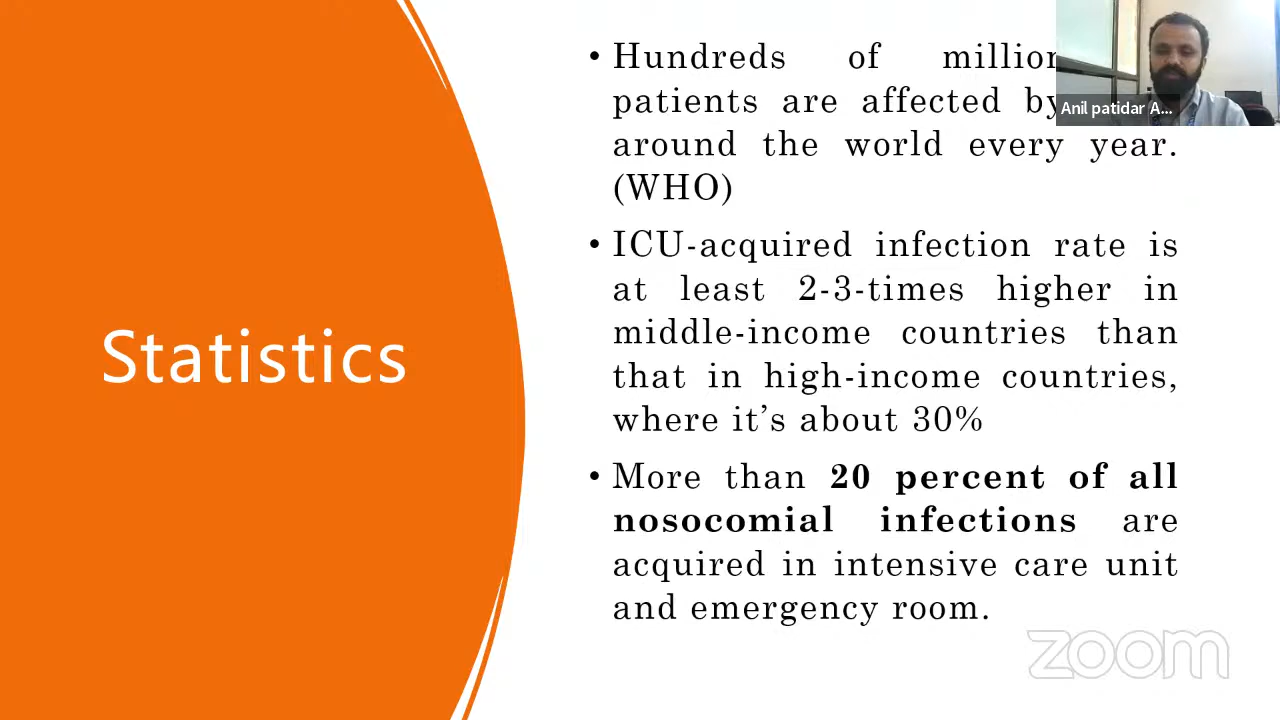 Statistics
• Hundreds of million
patients are affected by
around the world every year.
(WHO)
• ICU-acquired infection rate is
at least 2-3-times higher in
middle-income countries than
that in high-income countries,
where it’s about 30%
• More than 20 percent of all
nosocomial infections are
acquired in intensive care unit
and emergency room.
Anil patidar A...
zoom